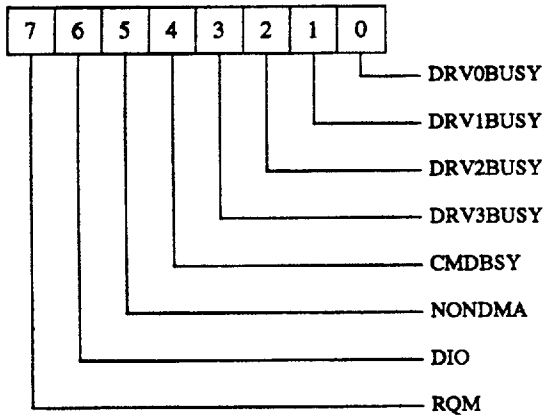 7 6 5 4 3 2 1 0
DRV0BUSY
DRV1BUSY
DRV2BUSY
DRV3BUSY
CMDBSY
NONDMA
DIO
RQM